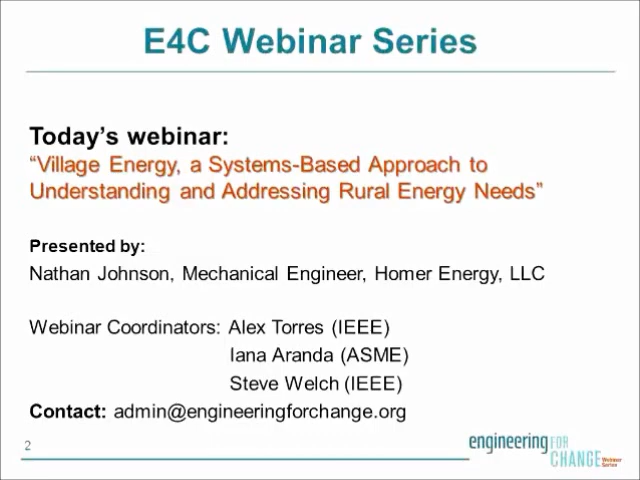 E4C Webinar Series
Today's webinar:
“Village Energy, a Systems-Based Approach to
Understanding and Addressing Rural Energy Needs”
Presented by:
Nathan Johnson, Mechanical Engineer, Homer Energy, LLC
Webinar Coordinators: Alex Torres (IEEE)
Iana Aranda (ASME)
Steve Welch (IEEE)
Contact: admin@engineeringforchange.org
2
engineering FOR
CHANGE Webinar
Series